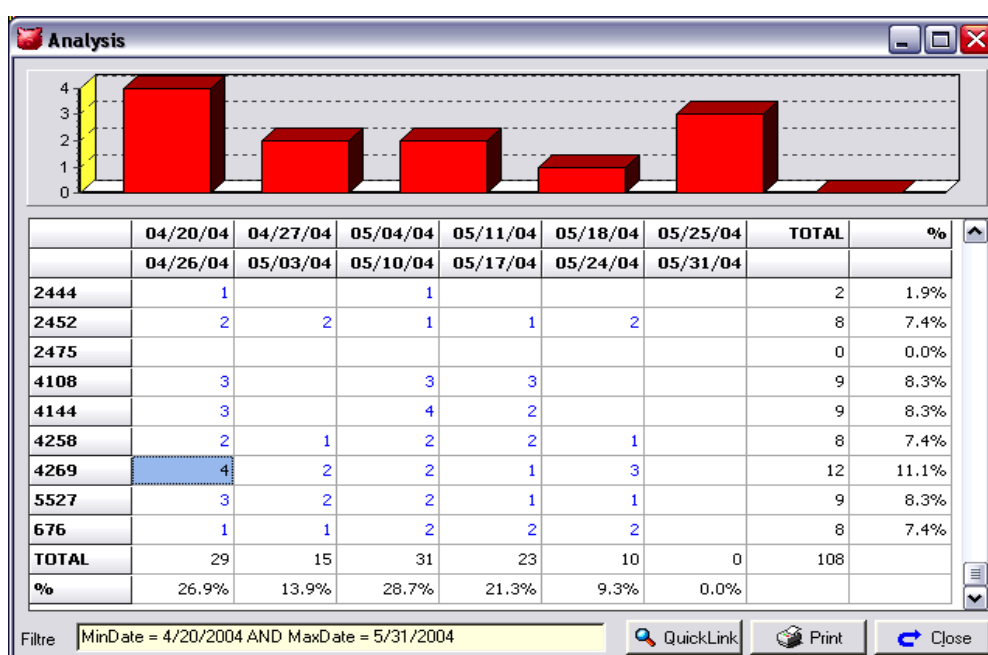 Analysis
4
3
2
1
0
04/20/04 04/27/04 05/04/04 05/11/04 05/18/04 05/25/04 TOTAL %
04/26/04 05/03/04 05/10/04 05/17/04 05/24/04 05/31/04
2444 1 1 2 1.9%
2452 2 2 1 1 2 8 7.4%
2475 0 0.0%
4108 3 3 3 9 8.3%
4144 3 4 2 9 8.3%
4258 2 1 2 2 1 8 7.4%
4269 4 2 2 1 3 12 11.1%
5527 3 2 2 1 1 9 8.3%
676 1 1 2 2 2 8 7.4%
TOTAL 29 15 31 23 10 0 108
% 26.9% 13.9% 28.7% 21.3% 9.3% 0.0%
Filtre MinDate = 4/20/2004 AND MaxDate = 5/31/2004 QuickLink Print Close